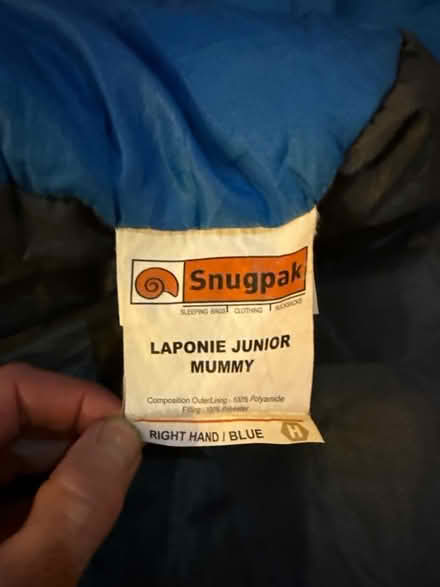 Snugpak
SLEEPING BAGS | CLOTHING | RUCKSACKS
LAPONIE JUNIOR
MUMMY
Composition Outer/Lining - 100% Polyamide
Filling - 100% Polyester
RIGHT HAND / BLUE H